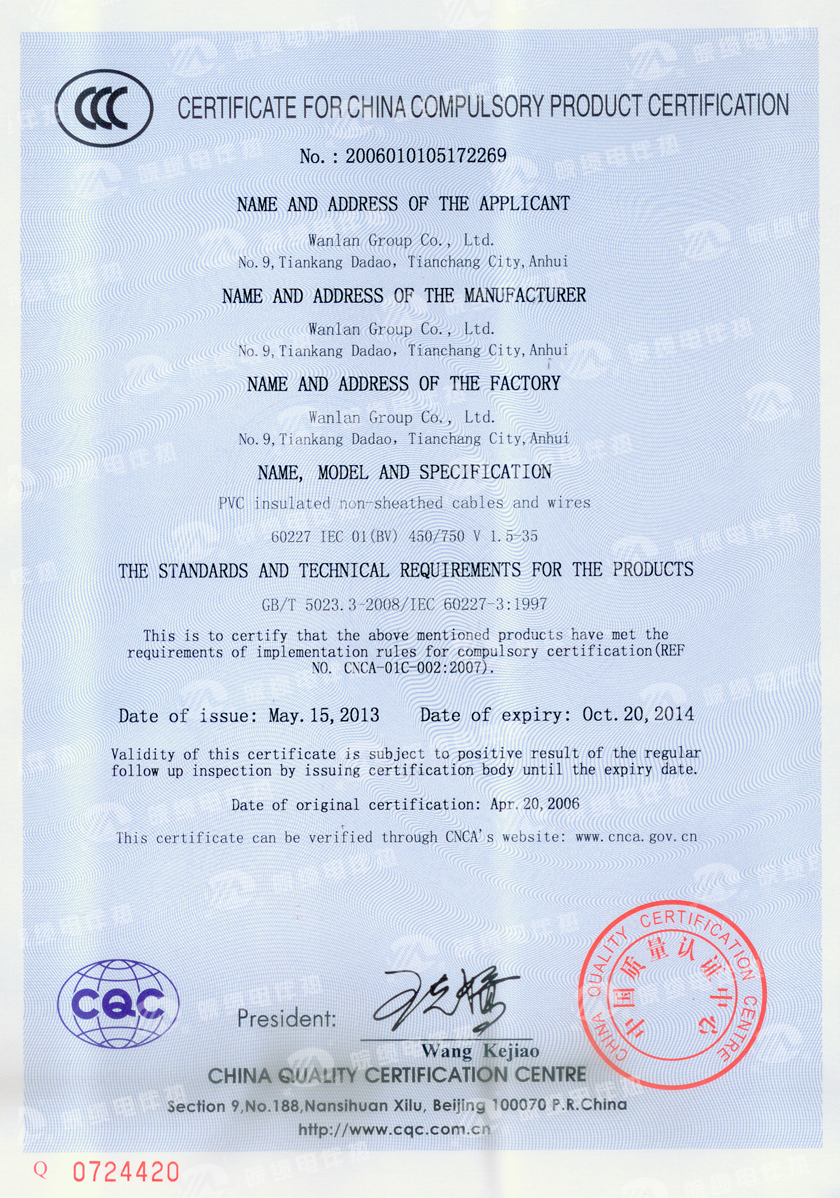 CCC
CERTIFICATE FOR CHINA COMPULSORY PRODUCT CERTIFICATION
No. : 2006010105172269
NAME AND ADDRESS OF THE APPLICANT
Wanlan Group Co., Ltd.
No. 9, Tiankang Dadao, Tianchang City, Anhui
NAME AND ADDRESS OF THE MANUFACTURER
Wanlan Group Co., Ltd.
No. 9, Tiankang Dadao, Tianchang City, Anhui
NAME AND ADDRESS OF THE FACTORY
Wanlan Group Co., Ltd.
No. 9, Tiankang Dadao, Tianchang City, Anhui
NAME, MODEL AND SPECIFICATION
PVC insulated non-sheathed cables and wires
60227 IEC 01(BV) 450/750 V 1.5-35
THE STANDARDS AND TECHNICAL REQUIREMENTS FOR THE PRODUCTS
GB/T 5023.3-2008/IEC 60227-3:1997
This is to certify that the above mentioned products have met the
requirements of implementation rules for compulsory certification(REF
NO. CNCA-01C-002:2007).
Date of issue: May. 15, 2013 Date of expiry: Oct. 20, 2014
Validity of this certificate is subject to positive result of the regular
follow up inspection by issuing certification body until the expiry date.
Date of original certification: Apr. 20, 2006
This certificate can be verified through CNCA's website: www.cnca.gov.cn
CQC
President:
王克娇
Wang Kejiao
CHINA QUALITY CERTIFICATION CENTRE
中国质量认证中心
CHINA QUALITY CERTIFICATION CENTRE
Section 9,No.188,Nansihuan Xilu, Beijing 100070 P.R.China
http://www.cqc.com.cn
Q 0724420